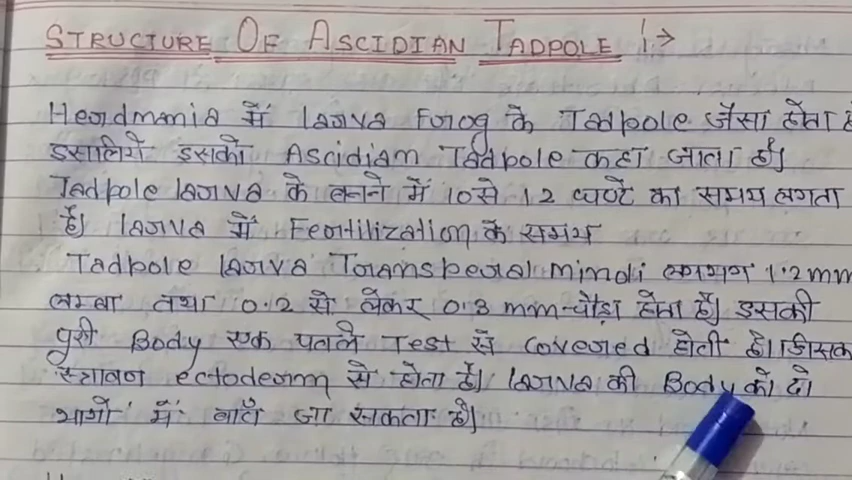 STRUCTURE OF ASCIDIAN TADPOLE :→
Herdmania में larva Frog के Tadpole जैसा होता
इसलिये इसको Ascidian Tadpole कहा जाता है।
Tadpole larva के बनने में 10 से 12 घण्टे का समय लगता
है। larva में Fertilization के समय
Tadpole larva लगभग 1.2 mm
लम्बा तथा 0.2 से लेकर 0.3 mm चौड़ा होता है। इसकी
पूरी Body एक पतले Test से Covered होती है। जिसक
स्त्रावण ectoderm से होता है। larva की Body को दो
भागों में बाटाँ जा सकता है।